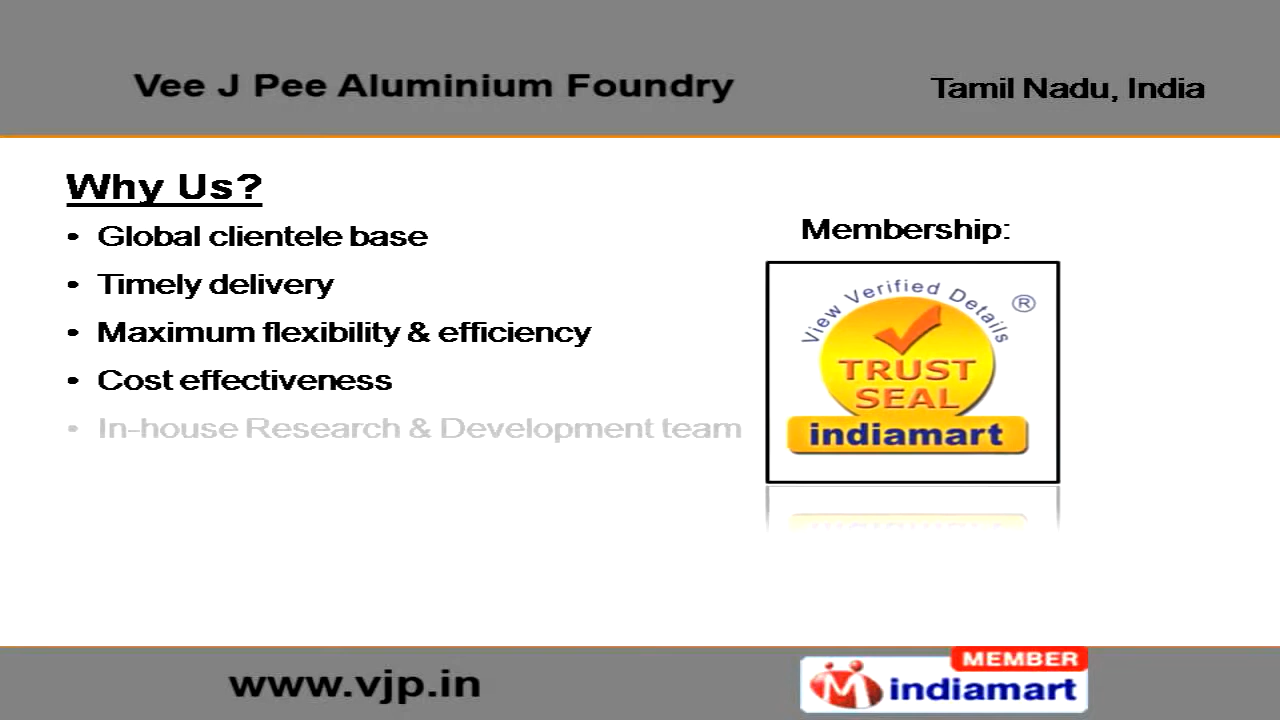 Vee J Pee Aluminium Foundry
Tamil Nadu, India
Why Us?
• Global clientele base
• Timely delivery
• Maximum flexibility & efficiency
• Cost effectiveness
• In-house Research & Development team
Membership:
View Verified Details ®
TRUST
SEAL
indiamart
www.vjp.in
MEMBER
indiamart